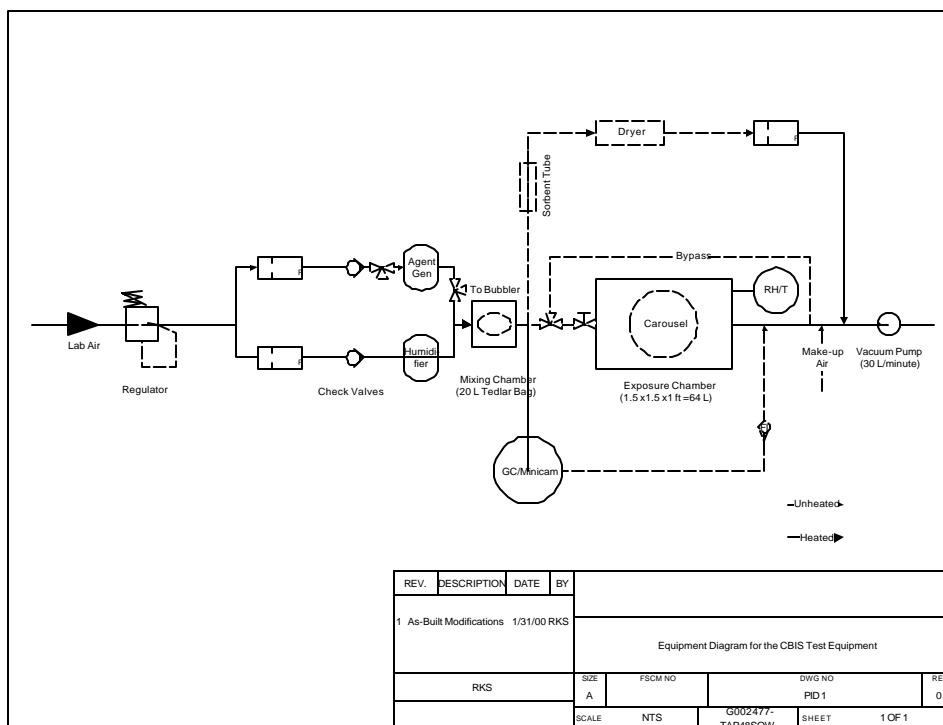 Dryer
F
Sorbent Tube
Bypass
Agent
Gen
F
To Bubbler
RH/T
Carousel
Lab Air
Regulator
F
Humidi
fier
Check Valves
Mixing Chamber
(20 L Tedlar Bag)
Exposure Chamber
(1.5 x1.5 x1 ft =64 L)
Make-up
Air
Vacuum Pump
(30 L/minute)
GC/Minicam
Unheated
Heated
REV. DESCRIPTION DATE BY
1 As-Built Modifications 1/31/00 RKS
Equipment Diagram for the CBIS Test Equipment
RKS
SIZE FSCM NO DWG NO RE
A PID 1 0
SCALE NTS G002477- SHEET 1 OF 1